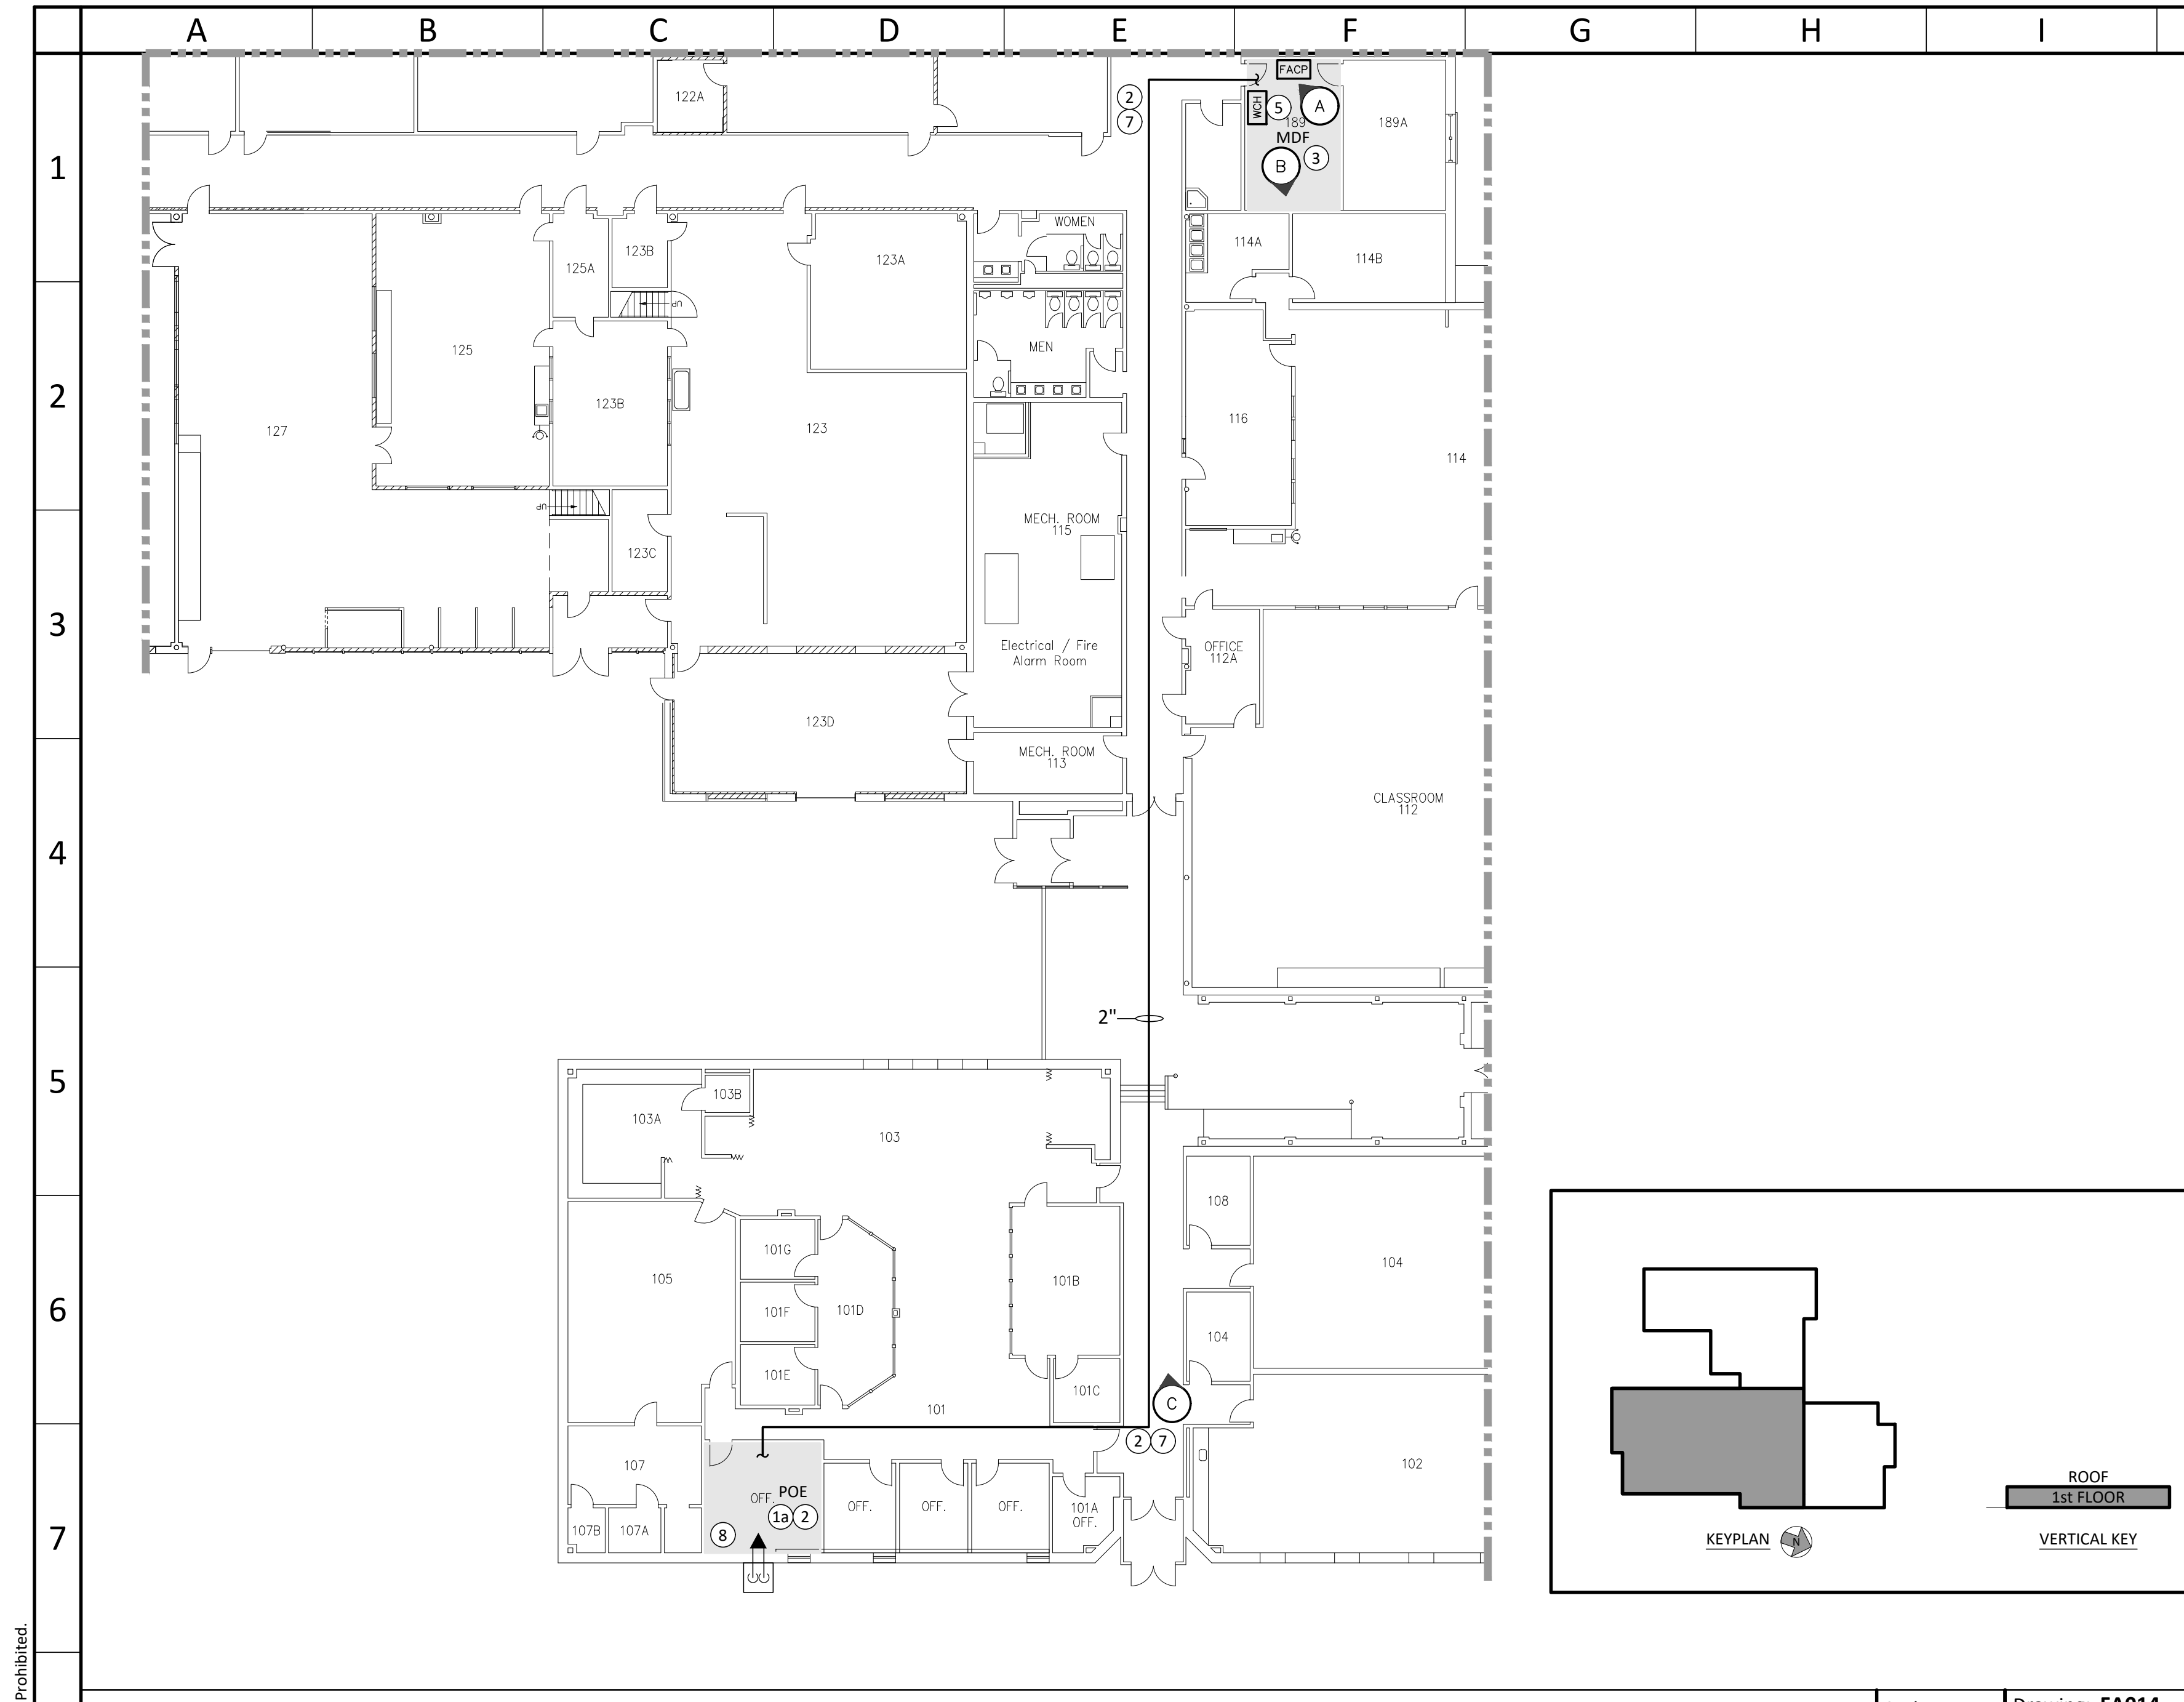 A B C D E F G H I
1
2
3
4
5
6
7
122A
2
7
FACP
WCH
5
A
189
MDF
3
B
189A
WOMEN
114A
114B
125A
123B
123A
UP
dn
MEN
125
123B
127
123
116
114
UP
dn
MECH. ROOM
115
123C
Electrical / Fire
Alarm Room
OFFICE
112A
123D
MECH. ROOM
113
CLASSROOM
112
2"
103B
103A
103
108
101G
105
101B
104
101F
101D
104
101E
101C
C
101
2 7
107
102
OFF.
POE
1a 2
8
OFF.
OFF.
OFF.
101A
OFF.
107B
107A
ROOF
1st FLOOR
KEYPLAN
N
VERTICAL KEY
Prohibited.